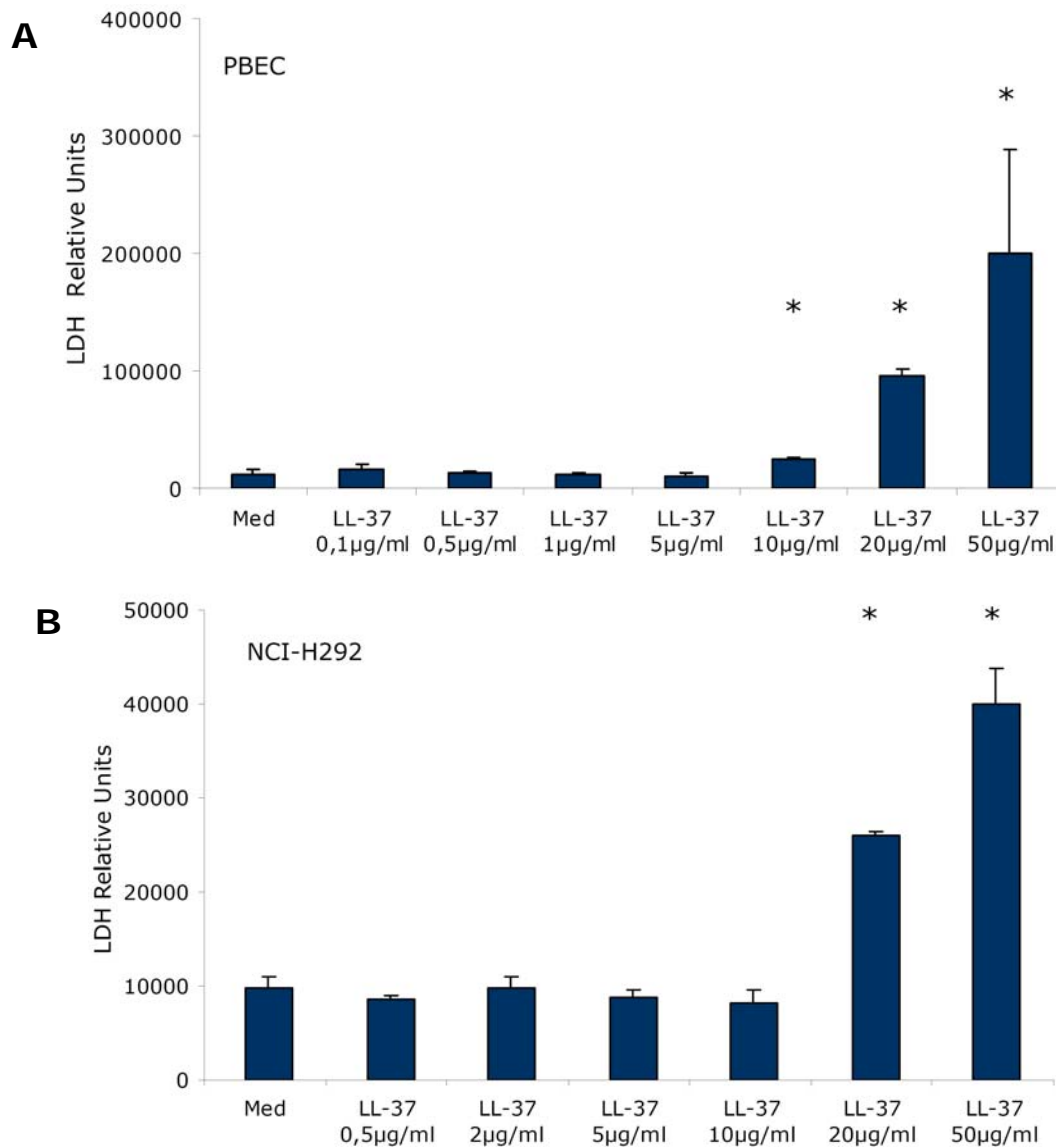 A
400000
PBEC
*
300000
LDH Relative Units
200000
* *
100000
0
Med LL-37 LL-37 LL-37 LL-37 LL-37 LL-37 LL-37
0,1µg/ml 0,5µg/ml 1µg/ml 5µg/ml 10µg/ml 20µg/ml 50µg/ml
B
50000
* *
NCI-H292
40000
LDH Relative Units
30000
20000
10000
0
Med LL-37 LL-37 LL-37 LL-37 LL-37 LL-37
0,5µg/ml 2µg/ml 5µg/ml 10µg/ml 20µg/ml 50µg/ml